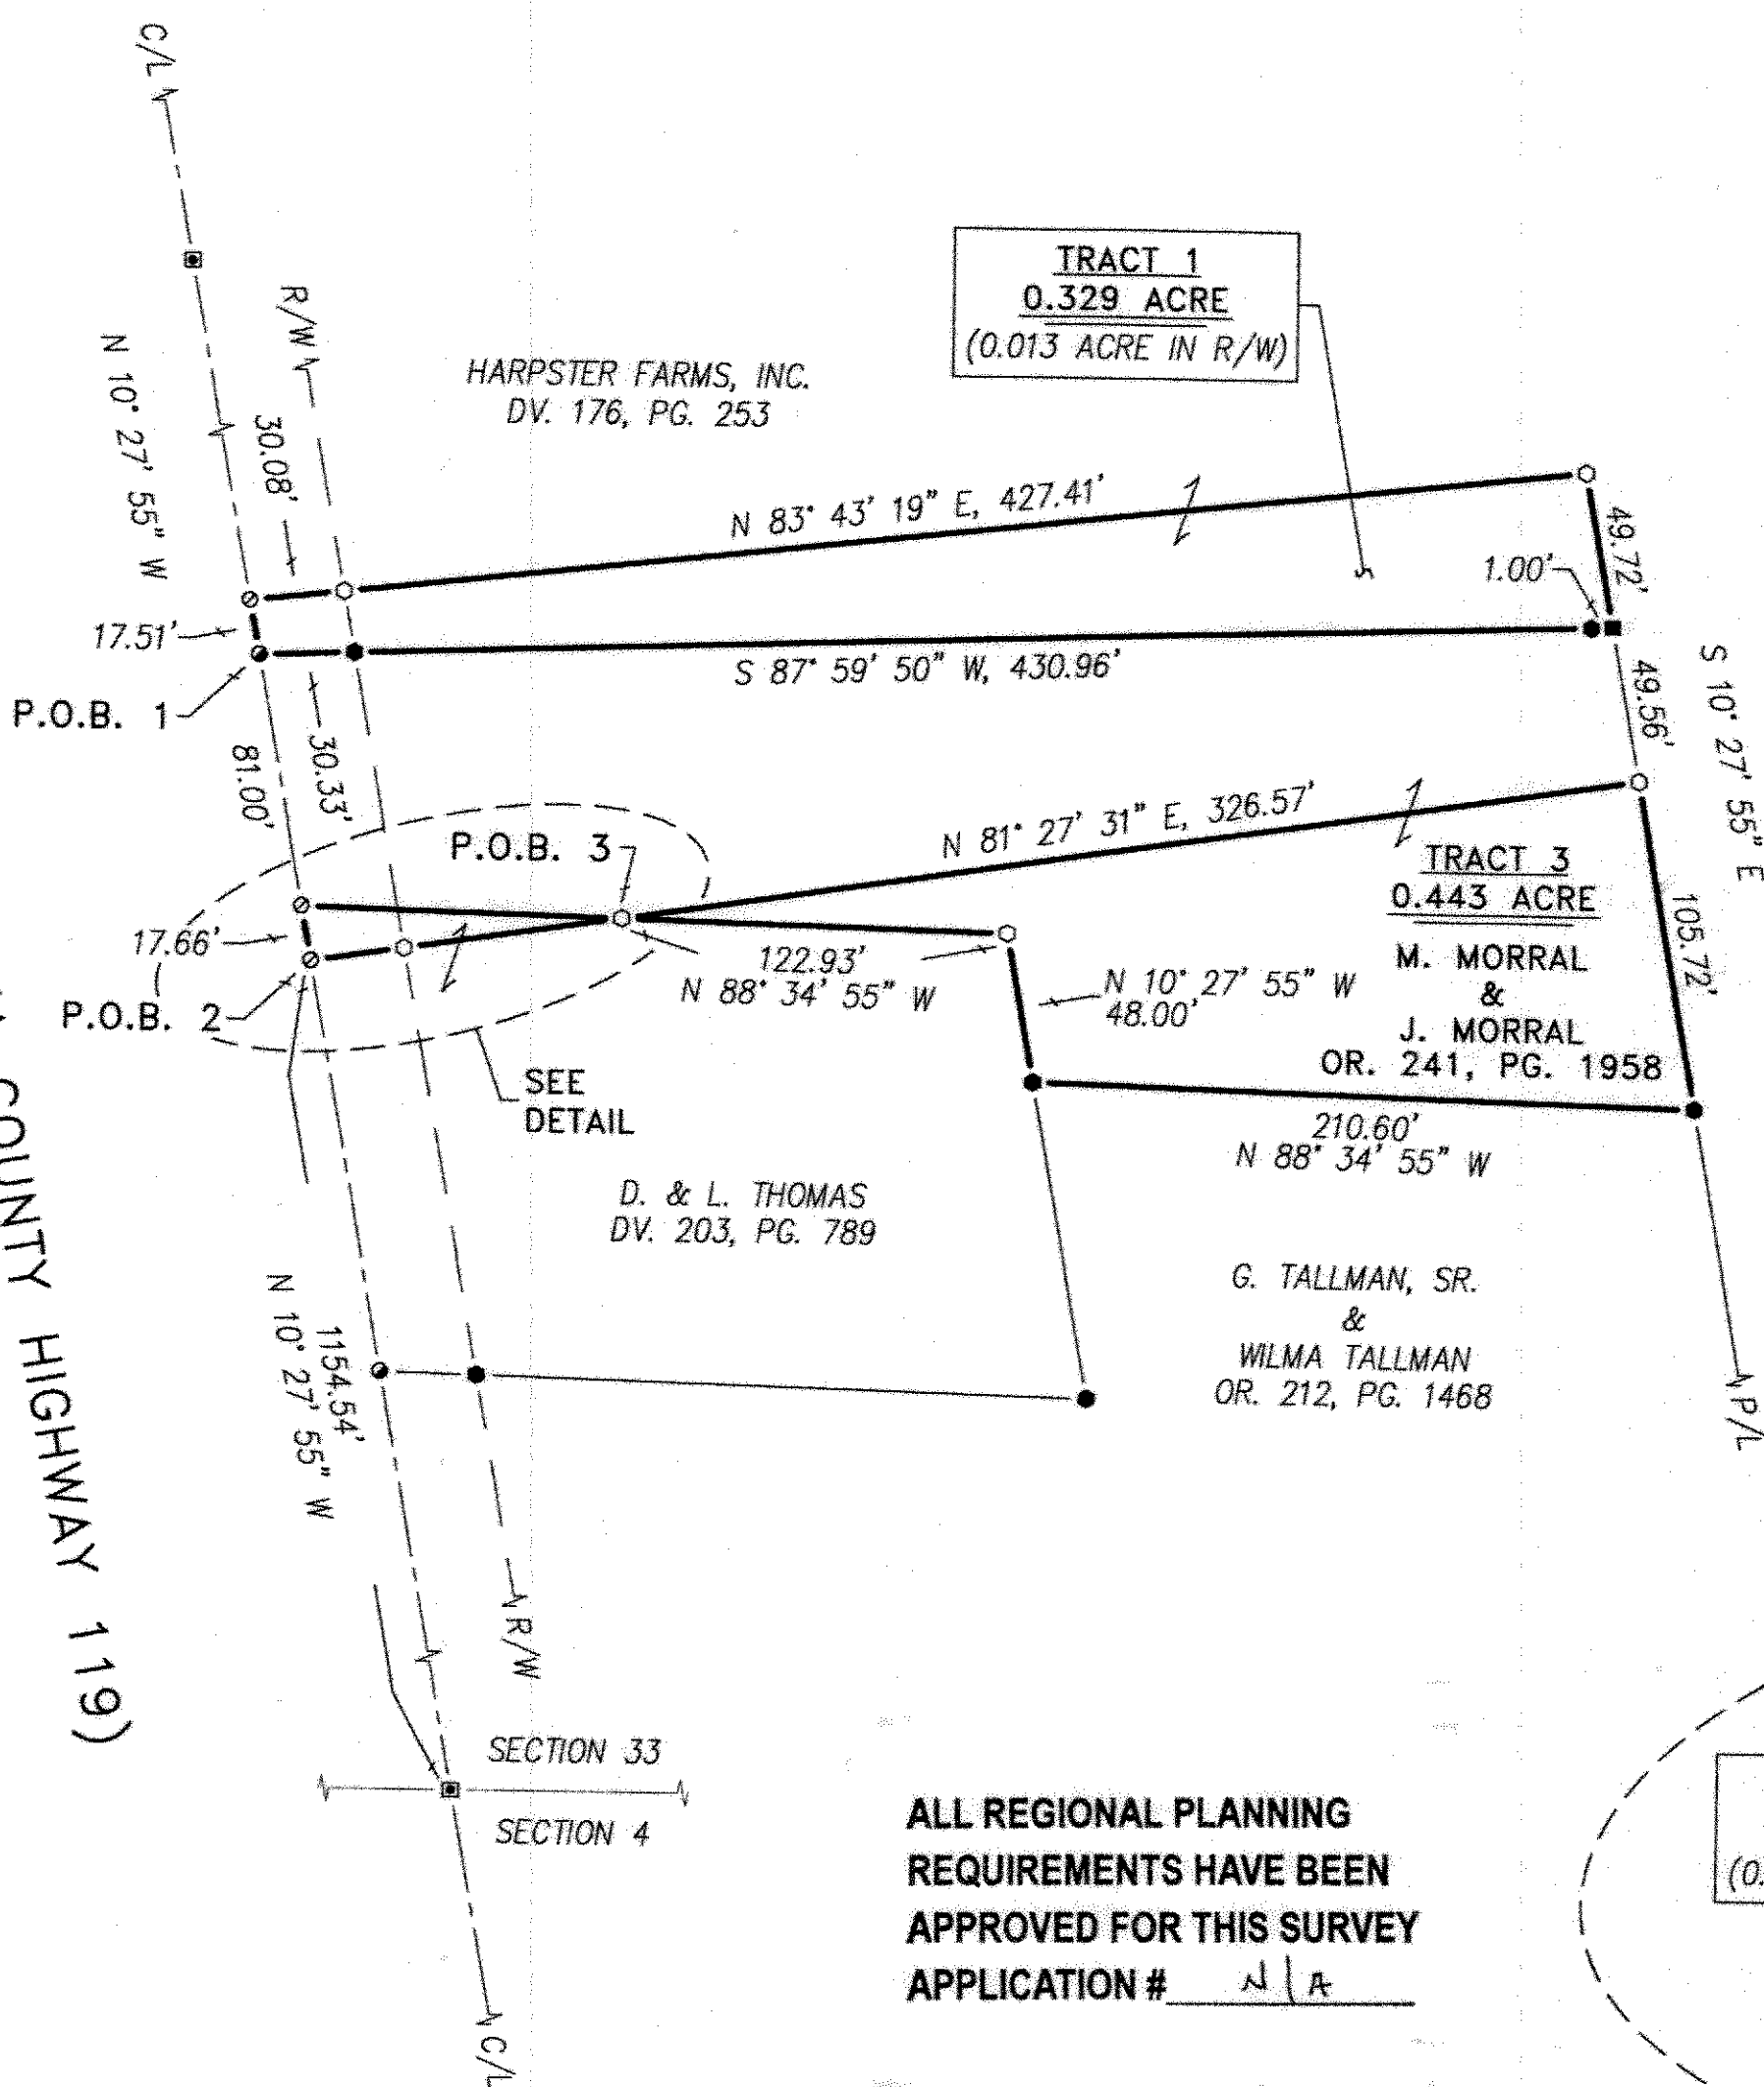 C/L
R/W
N 10° 27' 55" W
30.08'
HARPSTER FARMS, INC.
DV. 176, PG. 253
TRACT 1
0.329 ACRE
(0.013 ACRE IN R/W)
N 83° 43' 19" E, 427.41'
49.72'
1.00'
17.51'
S 87° 59' 50" W, 430.96'
P.O.B. 1
49.56'
S 10° 27' 55" E
81.00'
30.33'
P.O.B. 3
N 81° 27' 31" E, 326.57'
TRACT 3
0.443 ACRE
M. MORRAL
&
J. MORRAL
OR. 241, PG. 1958
105.72'
17.66'
122.93'
N 88° 34' 55" W
P.O.B. 2
N 10° 27' 55" W
48.00'
SEE
DETAIL
210.60'
N 88° 34' 55" W
D. & L. THOMAS
DV. 203, PG. 789
G. TALLMAN, SR.
&
WILMA TALLMAN
OR. 212, PG. 1468
P/L
1154.54'
N 10° 27' 55" W
COUNTY HIGHWAY 119)
R/W
SECTION 33
SECTION 4
C/L
ALL REGIONAL PLANNING
REQUIREMENTS HAVE BEEN
APPROVED FOR THIS SURVEY
APPLICATION # N/A
(0.